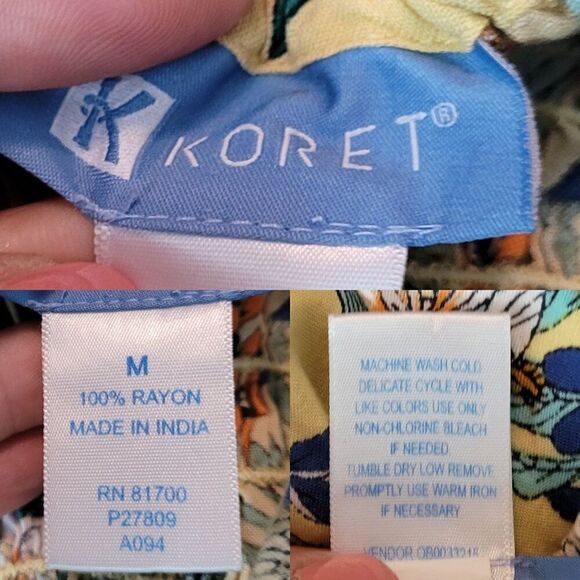 K KORET®
M
100% RAYON
MADE IN INDIA
RN 81700
P27809
A094
MACHINE WASH COLD
DELICATE CYCLE WITH
LIKE COLORS USE ONLY
NON-CHLORINE BLEACH
IF NEEDED.
TUMBLE DRY LOW REMOVE
PROMPTLY USE WARM IRON
IF NECESSARY
VENDOR